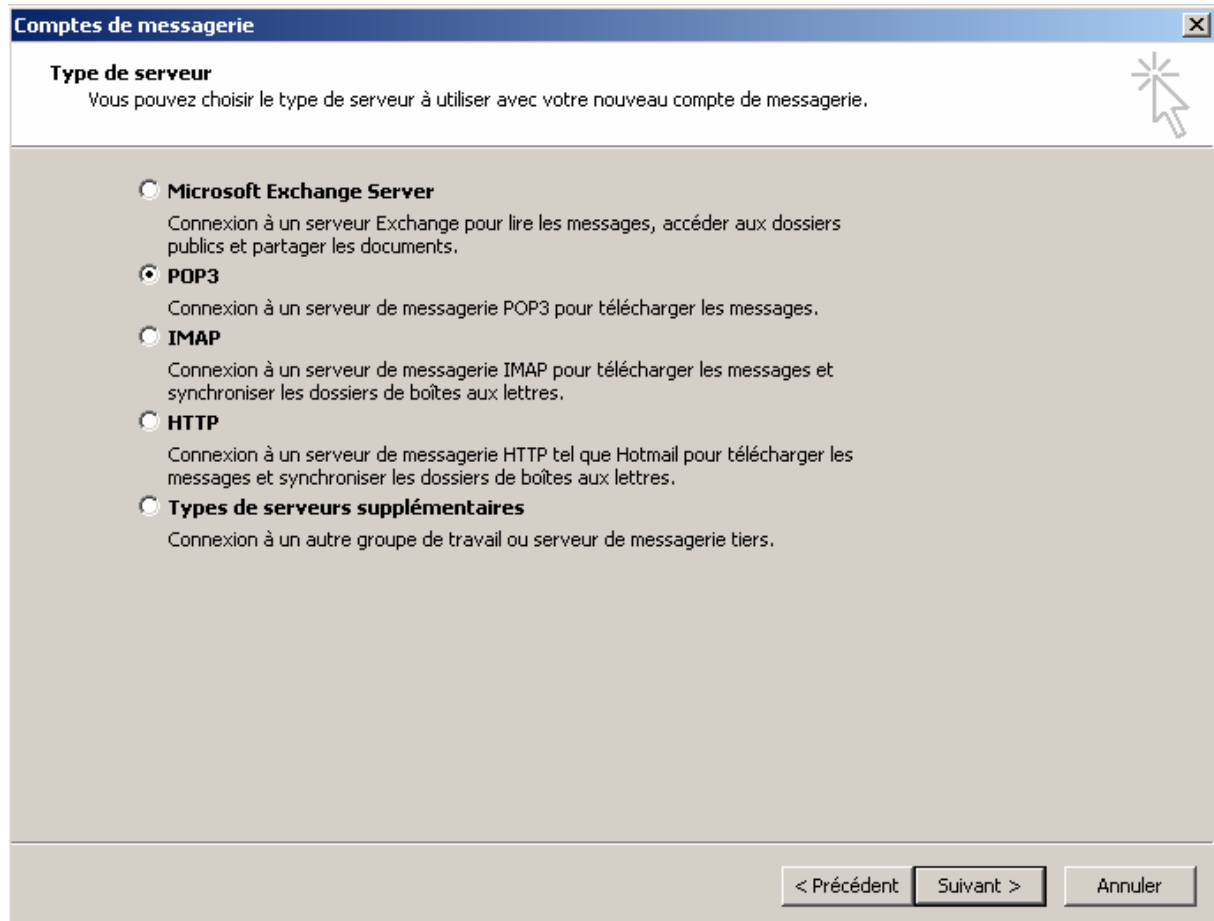 Comptes de messagerie
Type de serveur
Vous pouvez choisir le type de serveur à utiliser avec votre nouveau compte de messagerie.
Microsoft Exchange Server
Connexion à un serveur Exchange pour lire les messages, accéder aux dossiers
publics et partager les documents.
POP3
Connexion à un serveur de messagerie POP3 pour télécharger les messages.
IMAP
Connexion à un serveur de messagerie IMAP pour télécharger les messages et
synchroniser les dossiers de boîtes aux lettres.
HTTP
Connexion à un serveur de messagerie HTTP tel que Hotmail pour télécharger les
messages et synchroniser les dossiers de boîtes aux lettres.
Types de serveurs supplémentaires
Connexion à un autre groupe de travail ou serveur de messagerie tiers.
< Précédent Suivant > Annuler